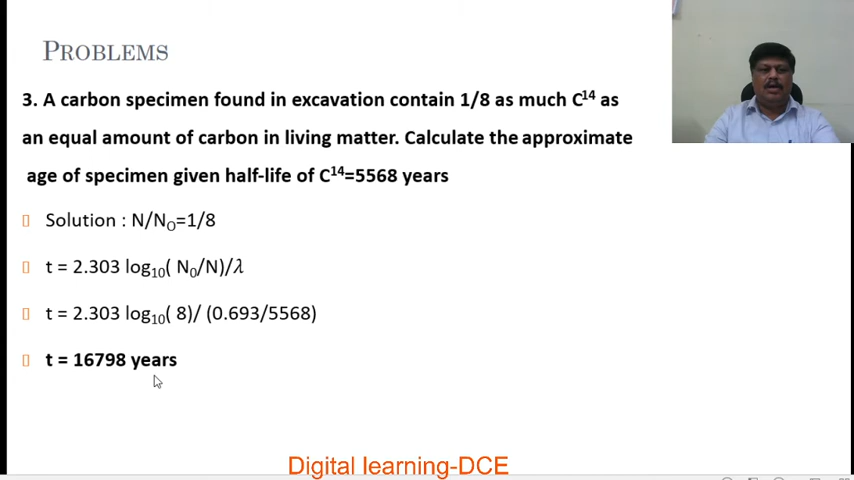 PROBLEMS
3. A carbon specimen found in excavation contain 1/8 as much C¹⁴ as
an equal amount of carbon in living matter. Calculate the approximate
age of specimen given half-life of C¹⁴=5568 years
Solution : N/N₀=1/8
t = 2.303 log₁₀( N₀/N)/λ
t = 2.303 log₁₀( 8)/ (0.693/5568)
t = 16798 years
Digital learning-DCE